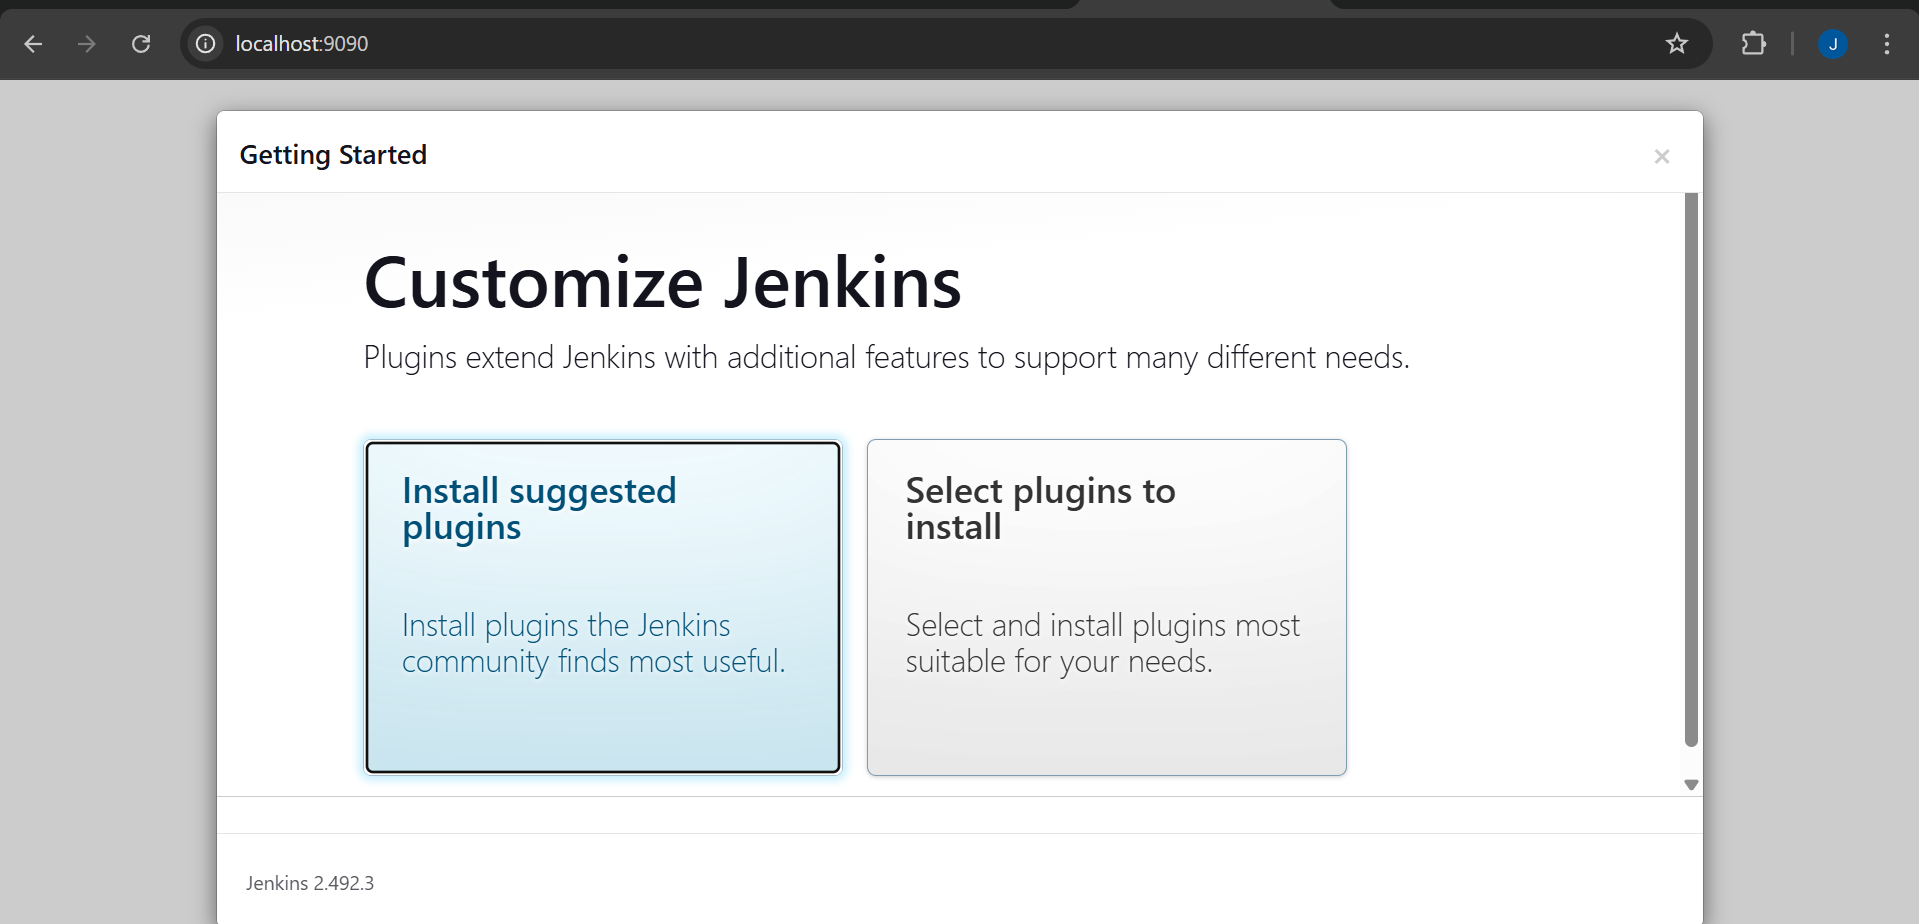 localhost:9090
J
Getting Started
×
Customize Jenkins
Plugins extend Jenkins with additional features to support many different needs.
Install suggested
plugins
Install plugins the Jenkins
community finds most useful.
Select plugins to
install
Select and install plugins most
suitable for your needs.
Jenkins 2.492.3